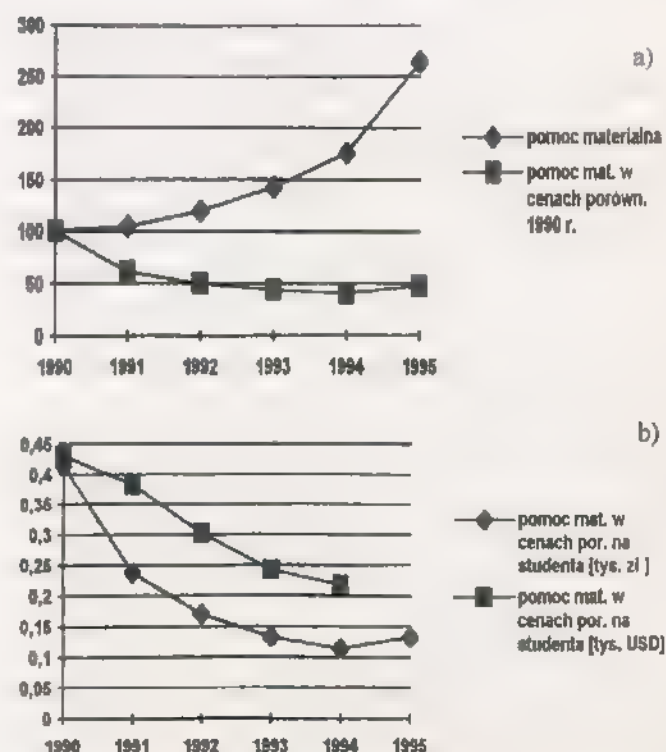 300
250
200
150
100
50
0
1990 1991 1992 1993 1994 1995
a)
pomoc materialna
pomoc mat. w
cenach porówn.
1990 r.
0,45
0,4
0,35
0,3
0,25
0,2
0,15
0,1
0,05
0
1990 1991 1992 1993 1994 1995
b)
pomoc mat. w
cenach por. na
studenta [tys. zł ]
pomoc mat. w
cenach por. na
studenta [tys. USD]